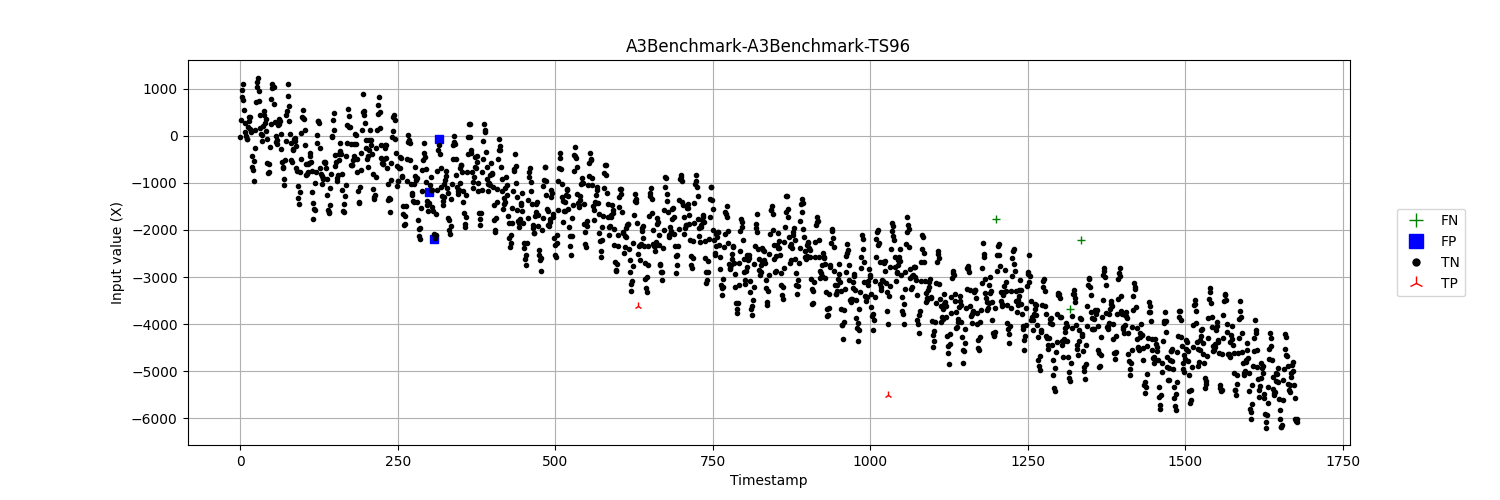 A3Benchmark-A3Benchmark-TS96
1000
0
−1000
−2000
−3000
−4000
−5000
−6000
Input value (X)
0 250 500 750 1000 1250 1500 1750
Timestamp
FN
FP
TN
TP